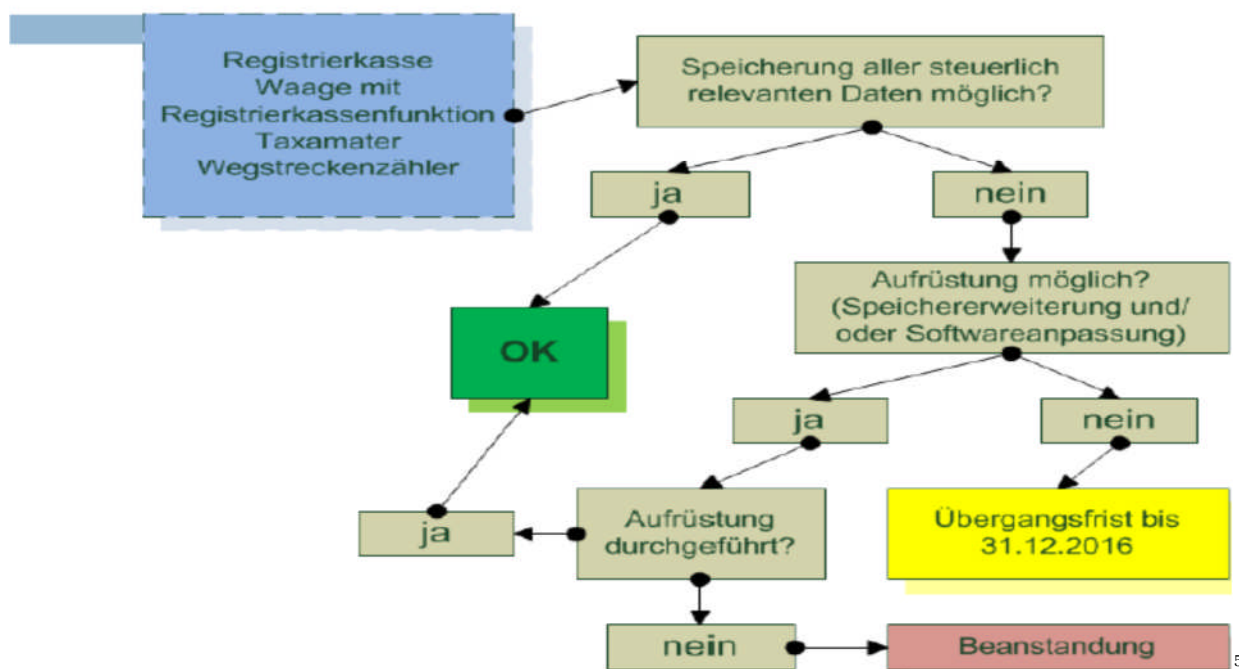 Registrierkasse
Waage mit
Registrierkassenfunktion
Taxamater
Wegstreckenzähler
Speicherung aller steuerlich
relevanten Daten möglich?
ja
nein
Aufrüstung möglich?
(Speichererweiterung und/
oder Softwareanpassung)
OK
ja
nein
ja
Aufrüstung
durchgeführt?
Übergangsfrist bis
31.12.2016
nein
Beanstandung
5